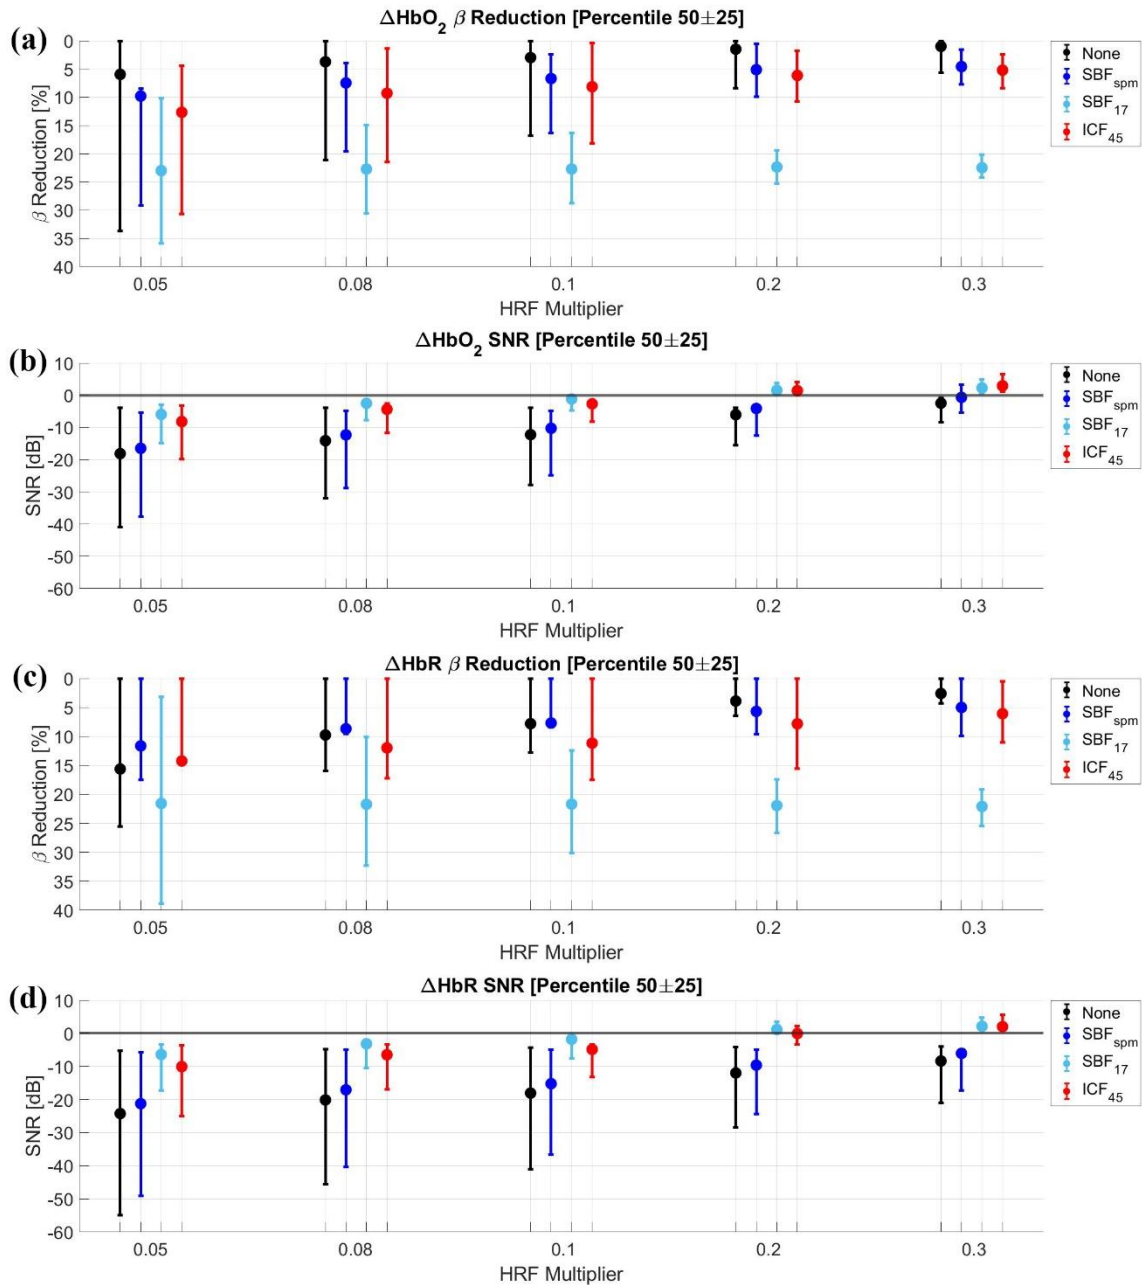 (a)
ΔHbO₂ β Reduction [Percentile 50±25]
β Reduction [%]
0
5
10
15
20
25
30
35
40
0.05 0.08 0.1 0.2 0.3
HRF Multiplier
None
SBFspm
SBF17
ICF45
(b)
ΔHbO₂ SNR [Percentile 50±25]
SNR [dB]
10
0
-10
-20
-30
-40
-50
-60
0.05 0.08 0.1 0.2 0.3
HRF Multiplier
None
SBFspm
SBF17
ICF45
(c)
ΔHbR β Reduction [Percentile 50±25]
β Reduction [%]
0
5
10
15
20
25
30
35
40
0.05 0.08 0.1 0.2 0.3
HRF Multiplier
None
SBFspm
SBF17
ICF45
(d)
ΔHbR SNR [Percentile 50±25]
SNR [dB]
10
0
-10
-20
-30
-40
-50
-60
0.05 0.08 0.1 0.2 0.3
HRF Multiplier
None
SBFspm
SBF17
ICF45